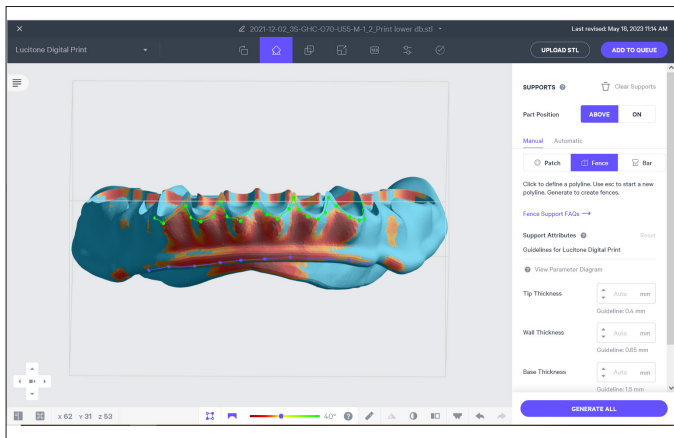 2021-12-02_3S-GHC-O70-U55-M-1_2_Print lower db.stl
Last revised: May 18, 2023 11:14 AM
Lucitone Digital Print
UPLOAD STL
ADD TO QUEUE
SUPPORTS
Clear Supports
Part Position
ABOVE
ON
Manual
Automatic
Patch
Fence
Bar
Click to define a polyline. Use esc to start a new
polyline. Generate to create fences.
Fence Support FAQs →
Support Attributes
Reset
Guidelines for Lucitone Digital Print
View Parameter Diagram
Tip Thickness
Auto mm
Guideline: 0.4 mm
Wall Thickness
Auto mm
Guideline: 0.65 mm
Base Thickness
Auto mm
Guideline: 1.5 mm
GENERATE ALL
x 62 y 31 z 53
40°